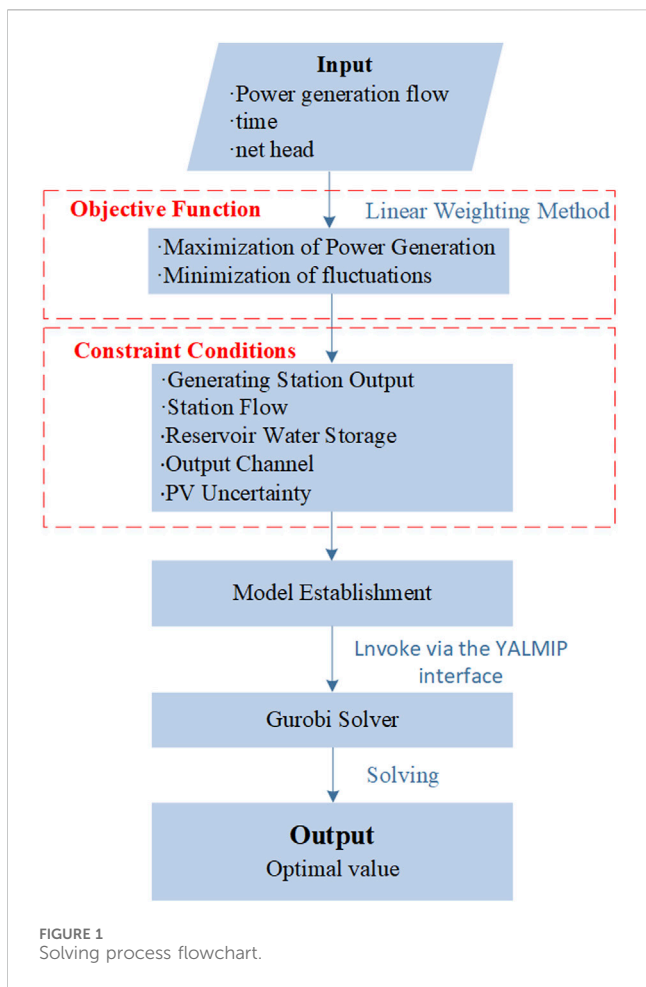 Input
·Power generation flow
·time
·net head
Objective Function
Linear Weighting Method
·Maximization of Power Generation
·Minimization of fluctuations
Constraint Conditions
·Generating Station Output
·Station Flow
·Reservoir Water Storage
·Output Channel
·PV Uncertainty
Model Establishment
Lnvoke via the YALMIP
interface
Gurobi Solver
Solving
Output
Optimal value
FIGURE 1
Solving process flowchart.